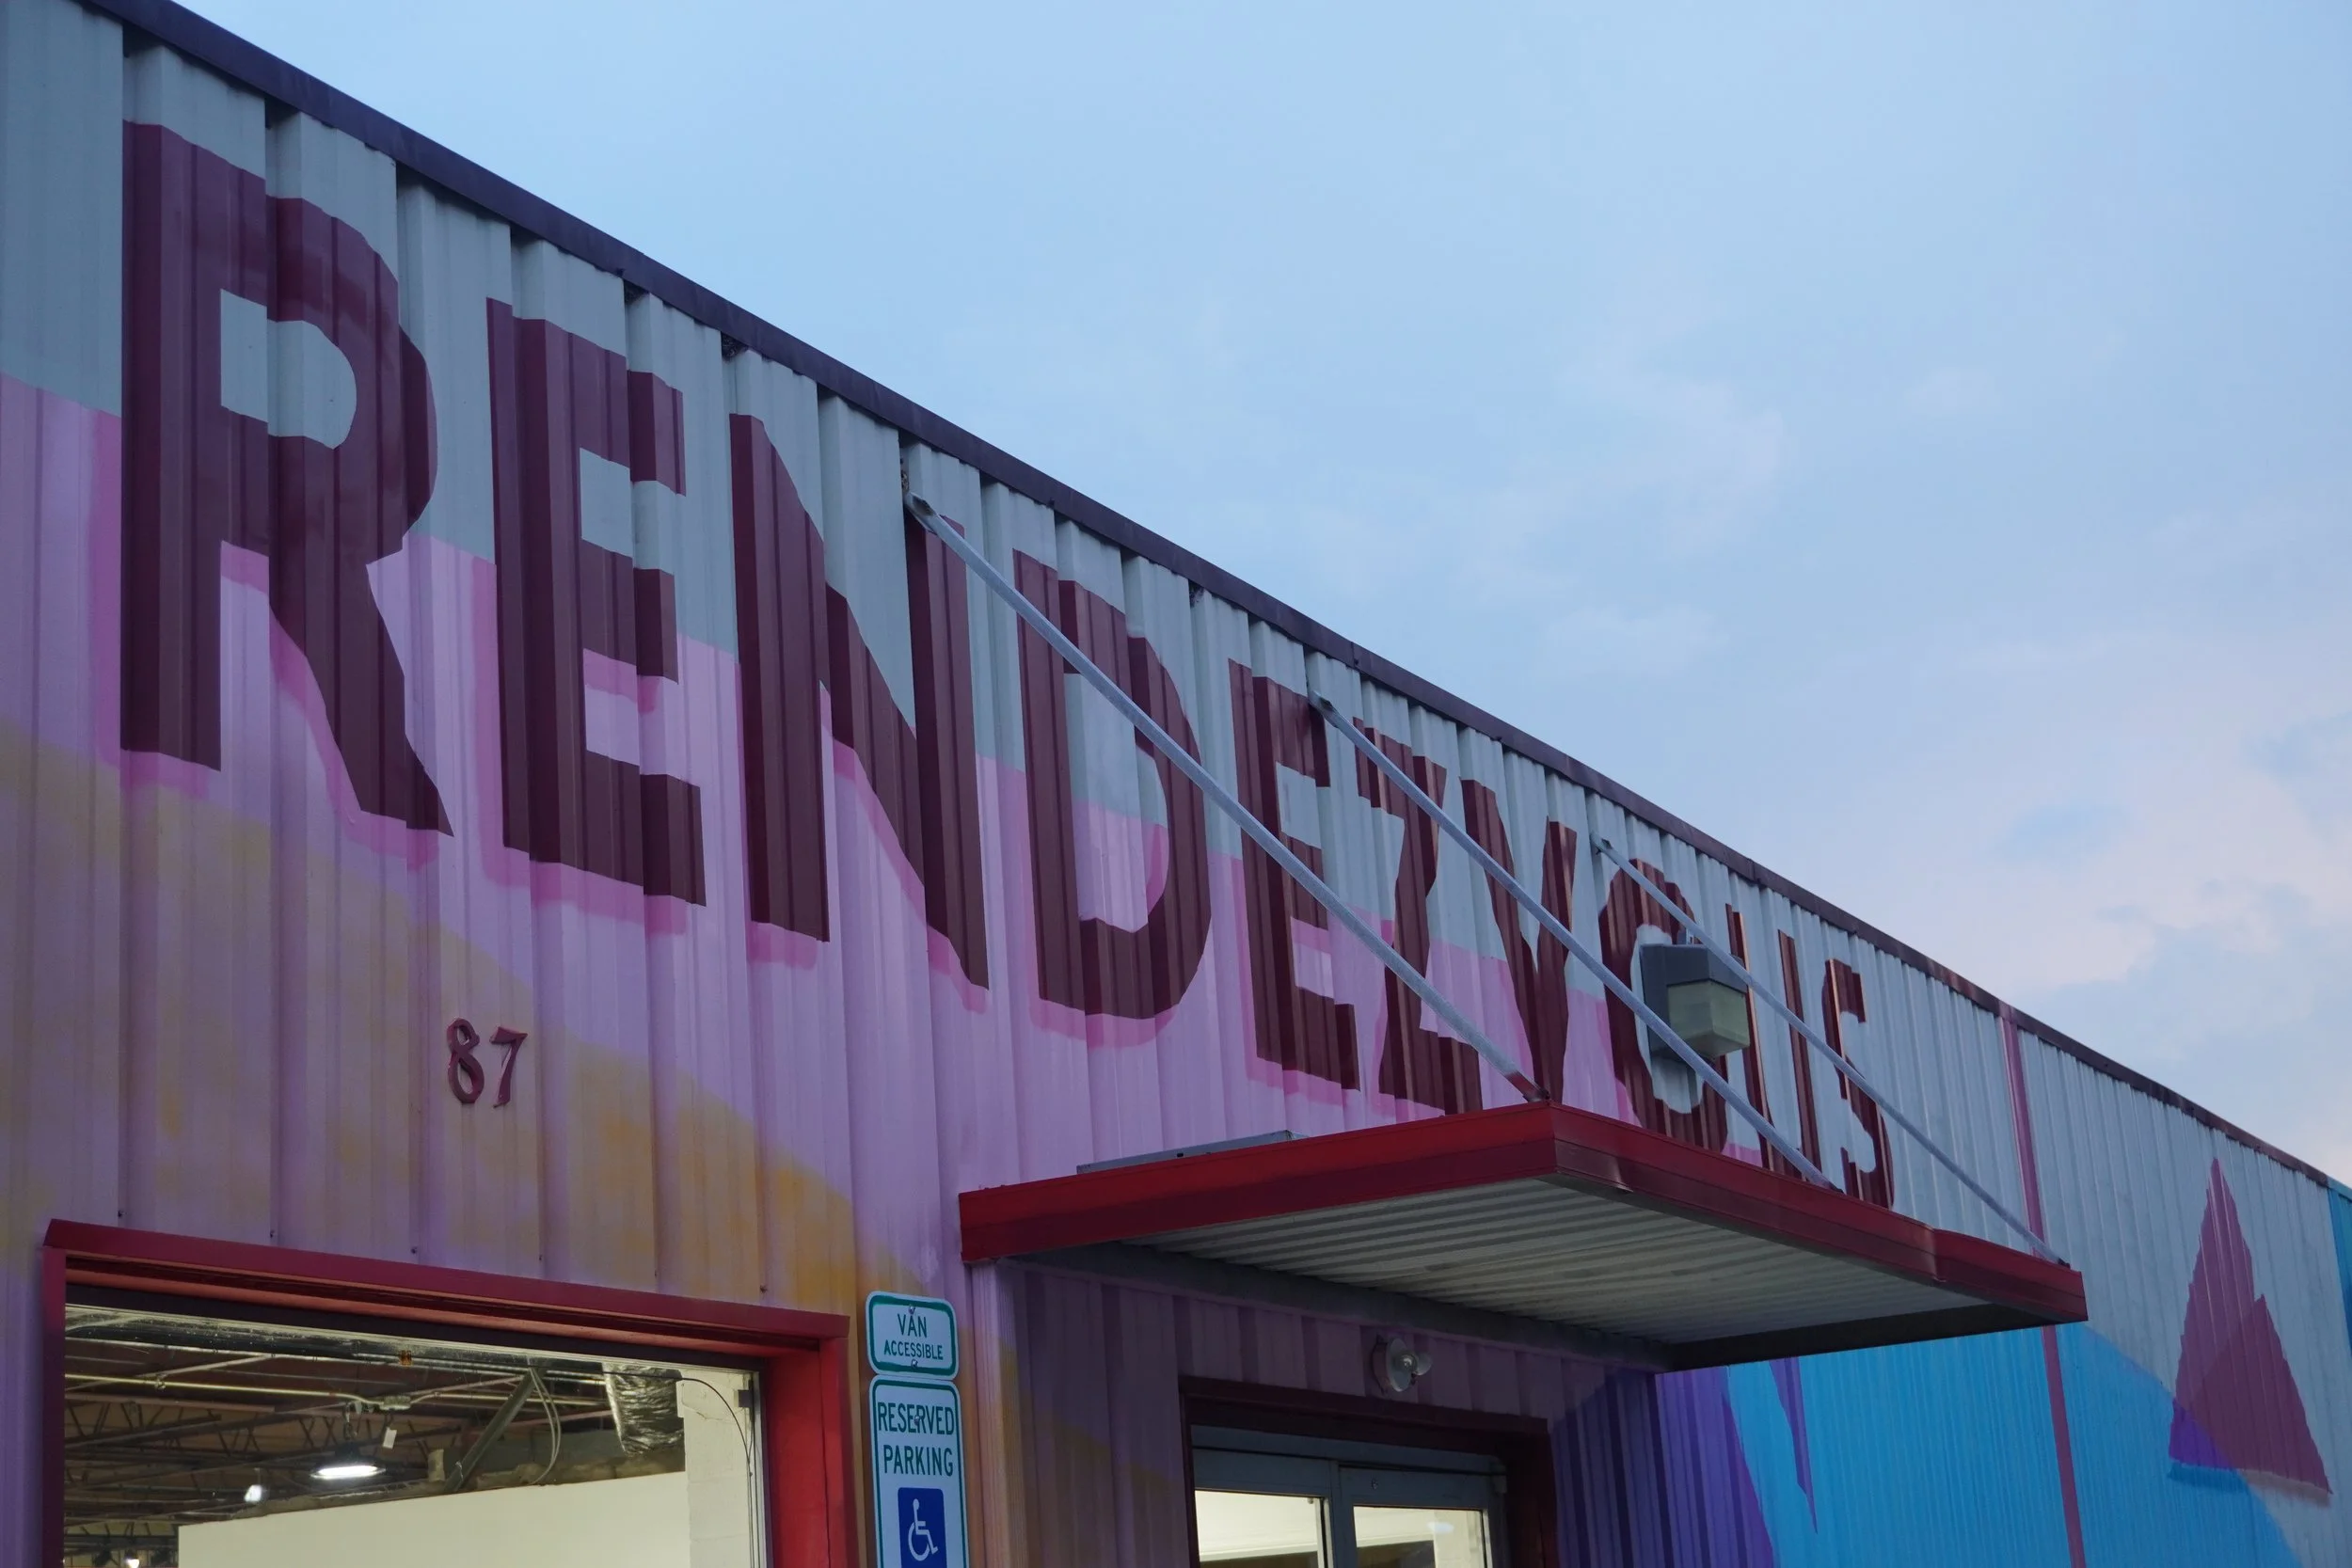 RENDEZVOUS
87
VAN
ACCESSIBLE
RESERVED
PARKING